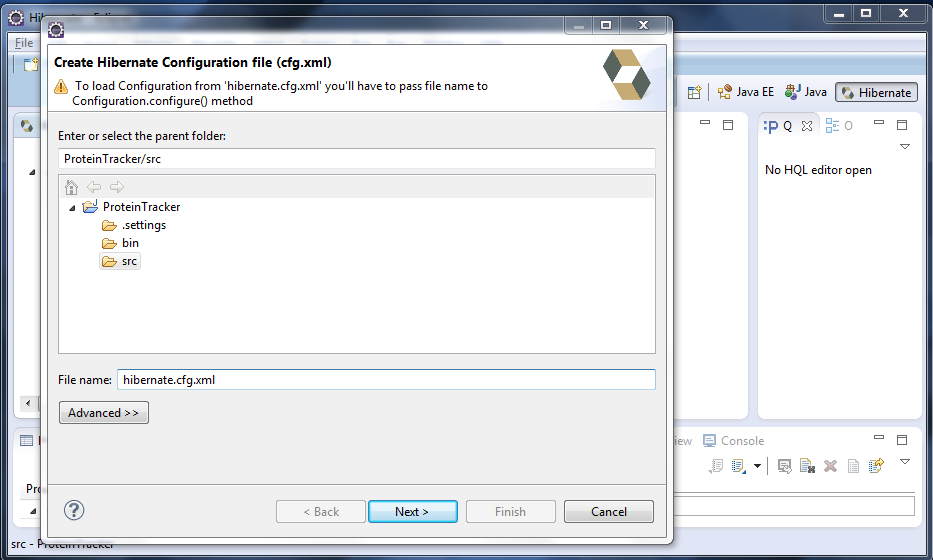 File
Create Hibernate Configuration file (cfg.xml)
To load Configuration from 'hibernate.cfg.xml' you'll have to pass file name to
Configuration.configure() method
Enter or select the parent folder:
ProteinTracker/src
ProteinTracker
.settings
bin
src
File name: hibernate.cfg.xml
Advanced >>
< Back Next > Finish Cancel
Java EE Java Hibernate
Q O
No HQL editor open
Console
src - ProteinTracker